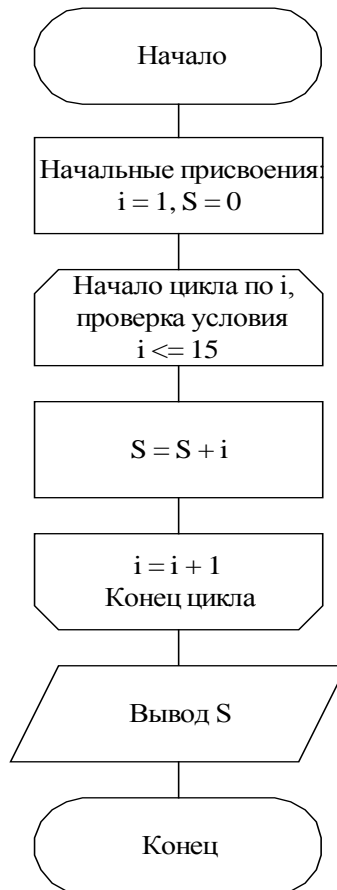 Начало
Начальные присвоения:
i = 1, S = 0
Начало цикла по i,
проверка условия
i <= 15
S = S + i
i = i + 1
Конец цикла
Вывод S
Конец